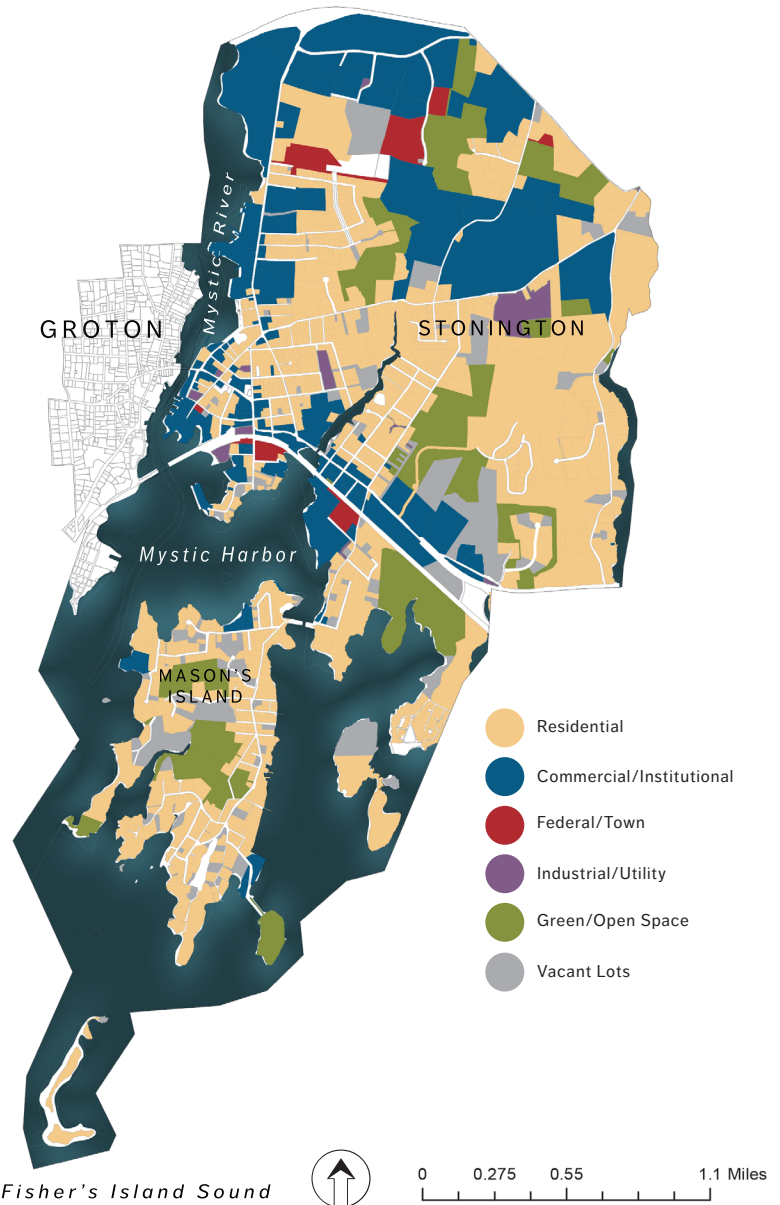 Mystic River
GROTON
STONINGTON
Mystic Harbor
MASON'S
ISLAND
Residential
Commercial/Institutional
Federal/Town
Industrial/Utility
Green/Open Space
Vacant Lots
Fisher's Island Sound
0 0.275 0.55 1.1 Miles